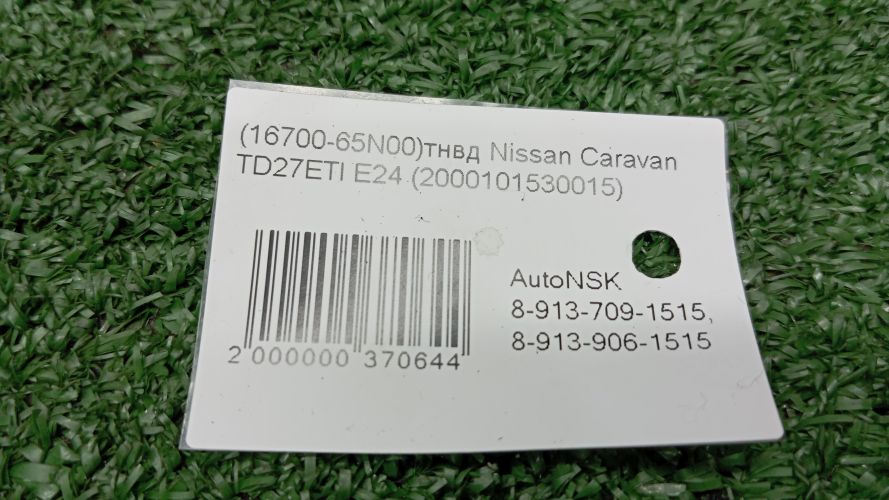 (16700-65N00)тнвд Nissan Caravan
TD27ETI E24 (2000101530015)
AutoNSK
8-913-709-1515,
8-913-906-1515
2 000000 370644